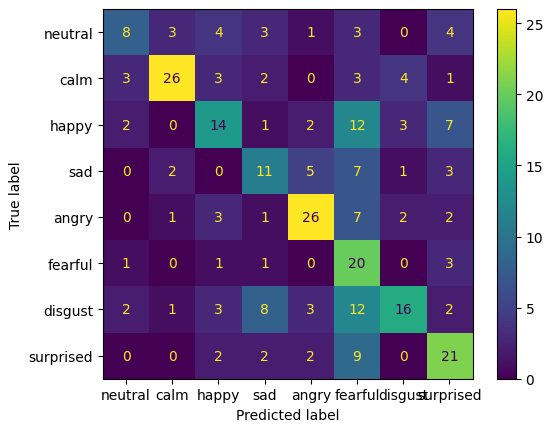 neutral 8 3 4 3 1 3 0 4
calm 3 26 3 2 0 3 4 1
happy 2 0 14 1 2 12 3 7
sad 0 2 0 11 5 7 1 3
angry 0 1 3 1 26 7 2 2
fearful 1 0 1 1 0 20 0 3
disgust 2 1 3 8 3 12 16 2
surprised 0 0 2 2 2 9 0 21
neutral calm happy sad angry fearful disgust surprised
Predicted label
True label
25
20
15
10
5
0